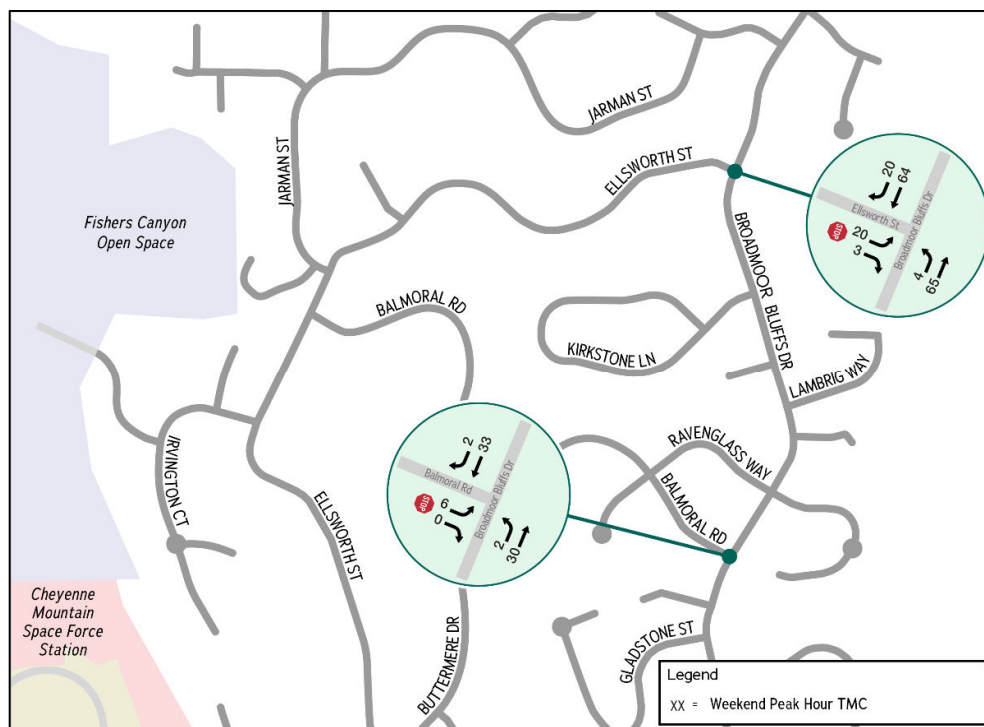 JARMAN ST
JARMAN ST
ELLSWORTH ST
Fishers Canyon
Open Space
20
64
Ellsworth St
Broadmoor Bluffs Dr
STOP
20
3
4
65
BROADMOOR BLUFFS DR
BALMORAL RD
KIRKSTONE LN
LAMBRIG WAY
IRVINGTON CT
2
33
Balmoral Rd
Broadmoor Bluffs Dr
STOP
6
0
2
30
RAVENGLASS WAY
BALMORAL RD
ELLSWORTH ST
Cheyenne
Mountain
Space Force
Station
BUTTERMERE DR
GLADSTONE ST
Legend
XX = Weekend Peak Hour TMC